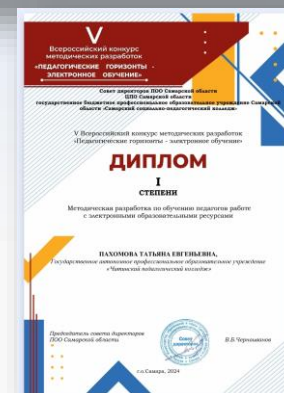 V
Всероссийский конкурс
методических разработок
«ПЕДАГОГИЧЕСКИЕ ГОРИЗОНТЫ -
ЭЛЕКТРОННОЕ ОБУЧЕНИЕ»
Совет директоров ПОО Самарской области
ЦПО Самарской области
государственное бюджетное профессиональное образовательное учреждение Самарской
области «Самарский социально-педагогический колледж»
V Всероссийский конкурс методических разработок
«Педагогические горизонты - электронное обучение»
ДИПЛОМ
I
СТЕПЕНИ
Методическая разработка по обучению педагогов работе
с электронными образовательными ресурсами
ПАХОМОВА ТАТЬЯНА ЕВГЕНЬЕВНА,
Государственное автономное профессиональное образовательное учреждение
«Читинский педагогический колледж»
Председатель совета директоров
ПОО Самарской области
Совет
директоров
г.о.Самара, 2024